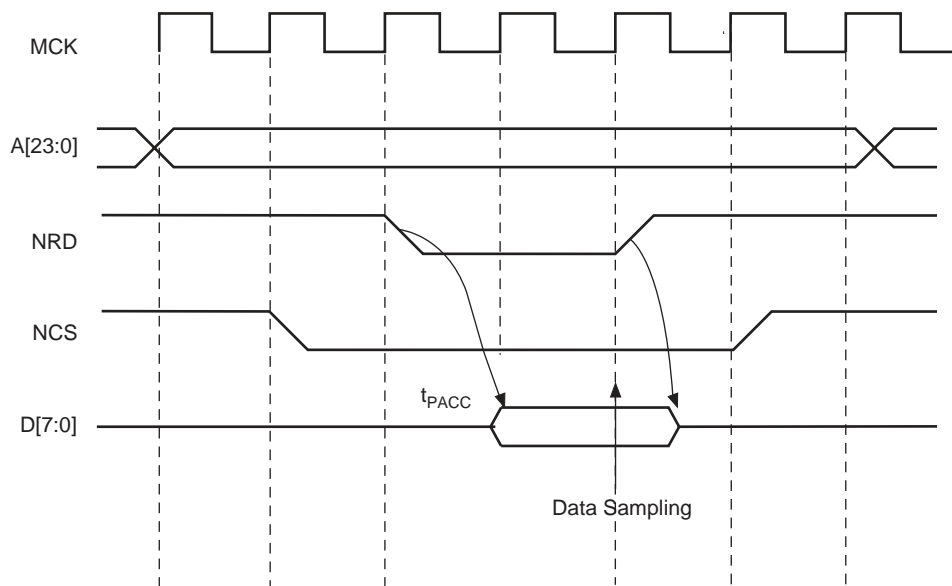 MCK
A[23:0]
NRD
NCS
tPACC
D[7:0]
Data Sampling